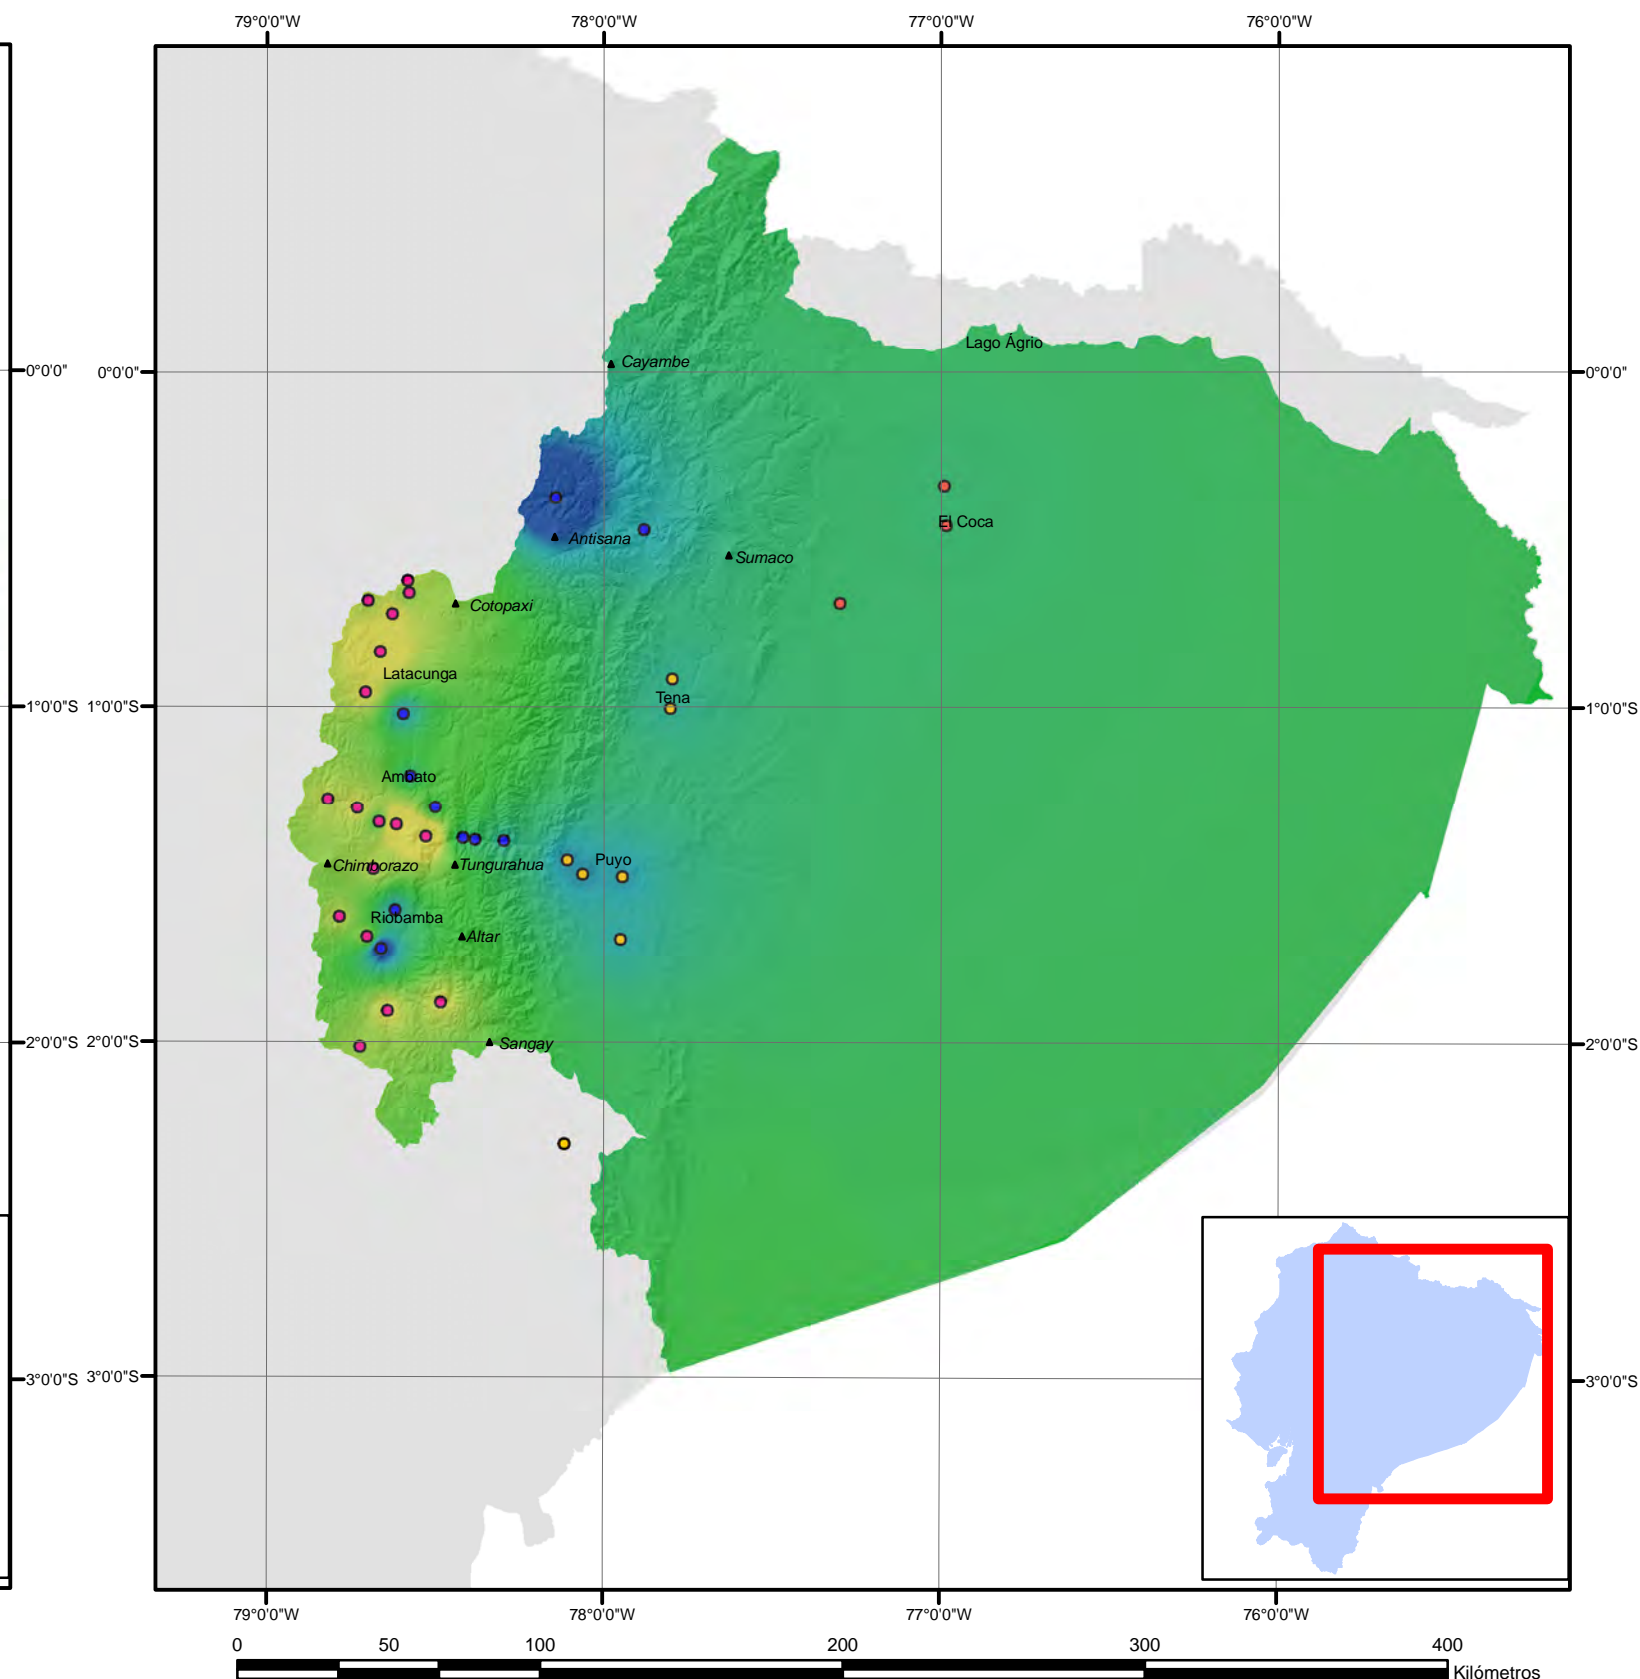 79°0'0"W 78°0'0"W 77°0'0"W 76°0'0"W
Lago Agrio
Cayambe
0°0'0" 0°0'0" 0°0'0"
El Coca
Antisana
Sumaco
Cotopaxi
Latacunga
Tena
1°0'0"S 1°0'0"S 1°0'0"S
Ambato
Puyo
Chimborazo Tungurahua
Riobamba
Altar
2°0'0"S 2°0'0"S Sangay 2°0'0"S
3°0'0"S 3°0'0"S 3°0'0"S
79°0'0"W 78°0'0"W 77°0'0"W 76°0'0"W
0 50 100 200 300 400
Kilómetros